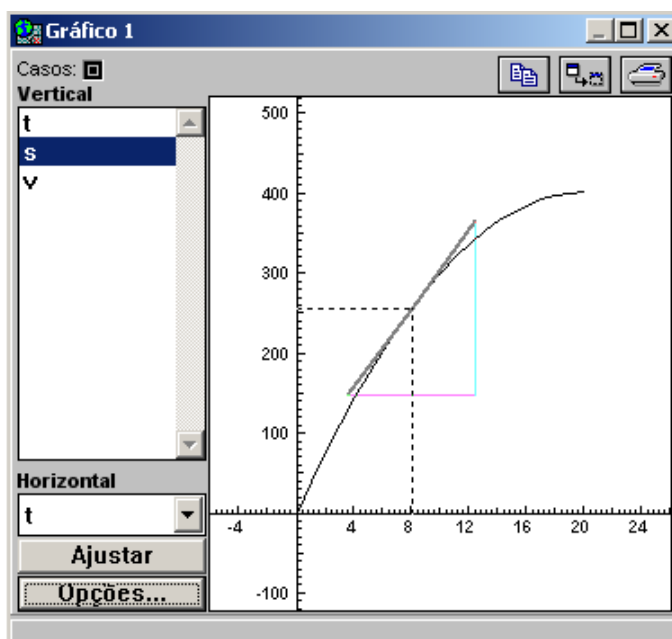 Gráfico 1
Casos:
Vertical
t
s
v
Horizontal
t
Ajustar
Opções...
500
400
300
200
100
-4
4
8
12
16
20
24
-100